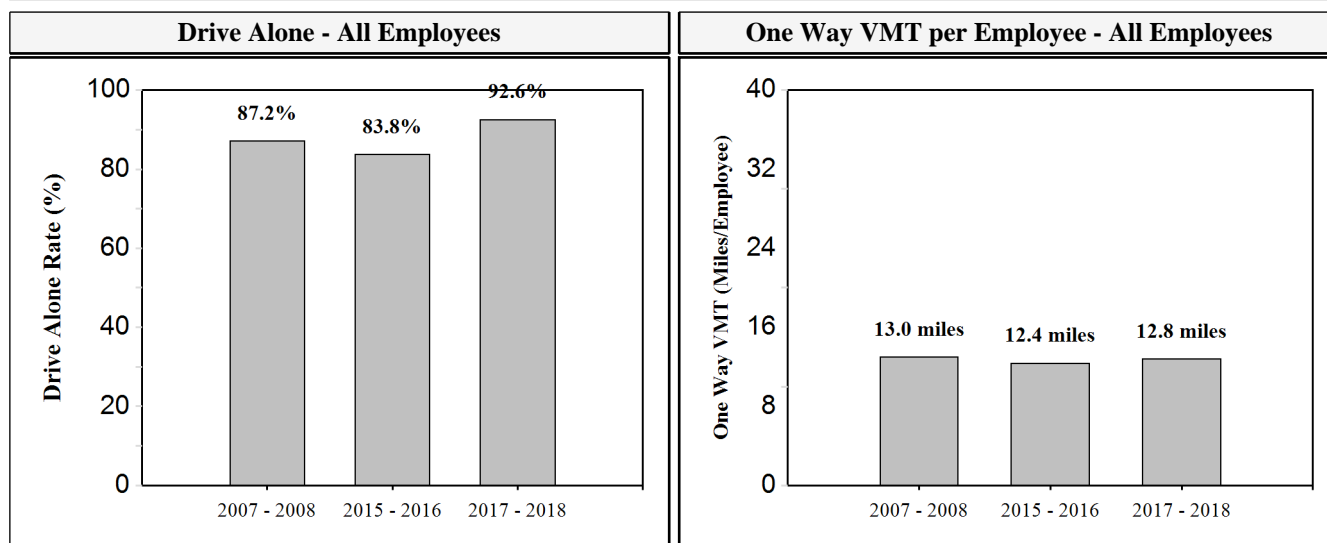 Drive Alone - All Employees
Drive Alone Rate (%)
100
80
60
40
20
0
87.2%
83.8%
92.6%
2007 - 2008
2015 - 2016
2017 - 2018
One Way VMT per Employee - All Employees
One Way VMT (Miles/Employee)
40
32
24
16
8
0
13.0 miles
12.4 miles
12.8 miles
2007 - 2008
2015 - 2016
2017 - 2018